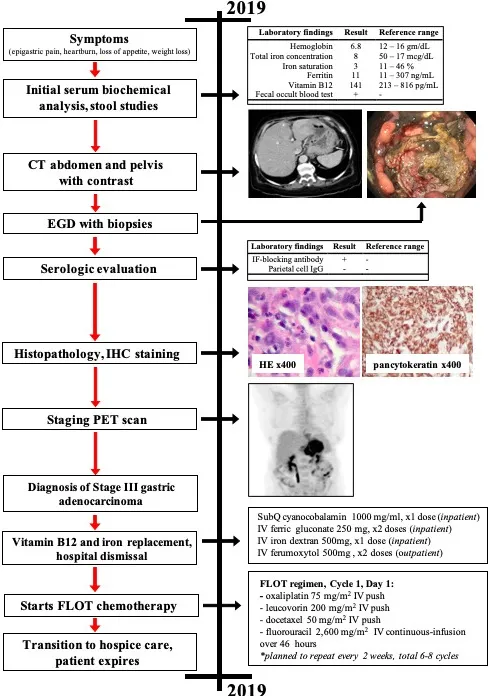 2019
Symptoms
(epigastric pain, heartburn, loss of appetite, weight loss)
Laboratory findings Result Reference range
Hemoglobin 6.8 12 – 16 gm/dL
Total iron concentration 8 50 – 17 mcg/dL
Iron saturation 3 11 – 46 %
Ferritin 11 11 – 307 ng/mL
Vitamin B12 141 213 – 816 pg/mL
Fecal occult blood test + -
Initial serum biochemical
analysis, stool studies
CT abdomen and pelvis
with contrast
EGD with biopsies
Serologic evaluation
Laboratory findings Result Reference range
IF-blocking antibody + -
Parietal cell IgG - -
Histopathology, IHC staining
HE x400
pancytokeratin x400
Staging PET scan
Diagnosis of Stage III gastric
adenocarcinoma
Vitamin B12 and iron replacement,
hospital dismissal
SubQ cyanocobalamin 1000 mg/ml, x1 dose (inpatient)
IV ferric gluconate 250 mg, x2 doses (inpatient)
IV iron dextran 500mg, x1 dose (inpatient)
IV ferumoxytol 500mg , x2 doses (outpatient)
Starts FLOT chemotherapy
FLOT regimen, Cycle 1, Day 1:
- oxaliplatin 75 mg/m² IV push
- leucovorin 200 mg/m² IV push
- docetaxel 50 mg/m² IV push
- fluorouracil 2,600 mg/m² IV continuous-infusion
over 46 hours
*planned to repeat every 2 weeks, total 6-8 cycles
Transition to hospice care,
patient expires
2019